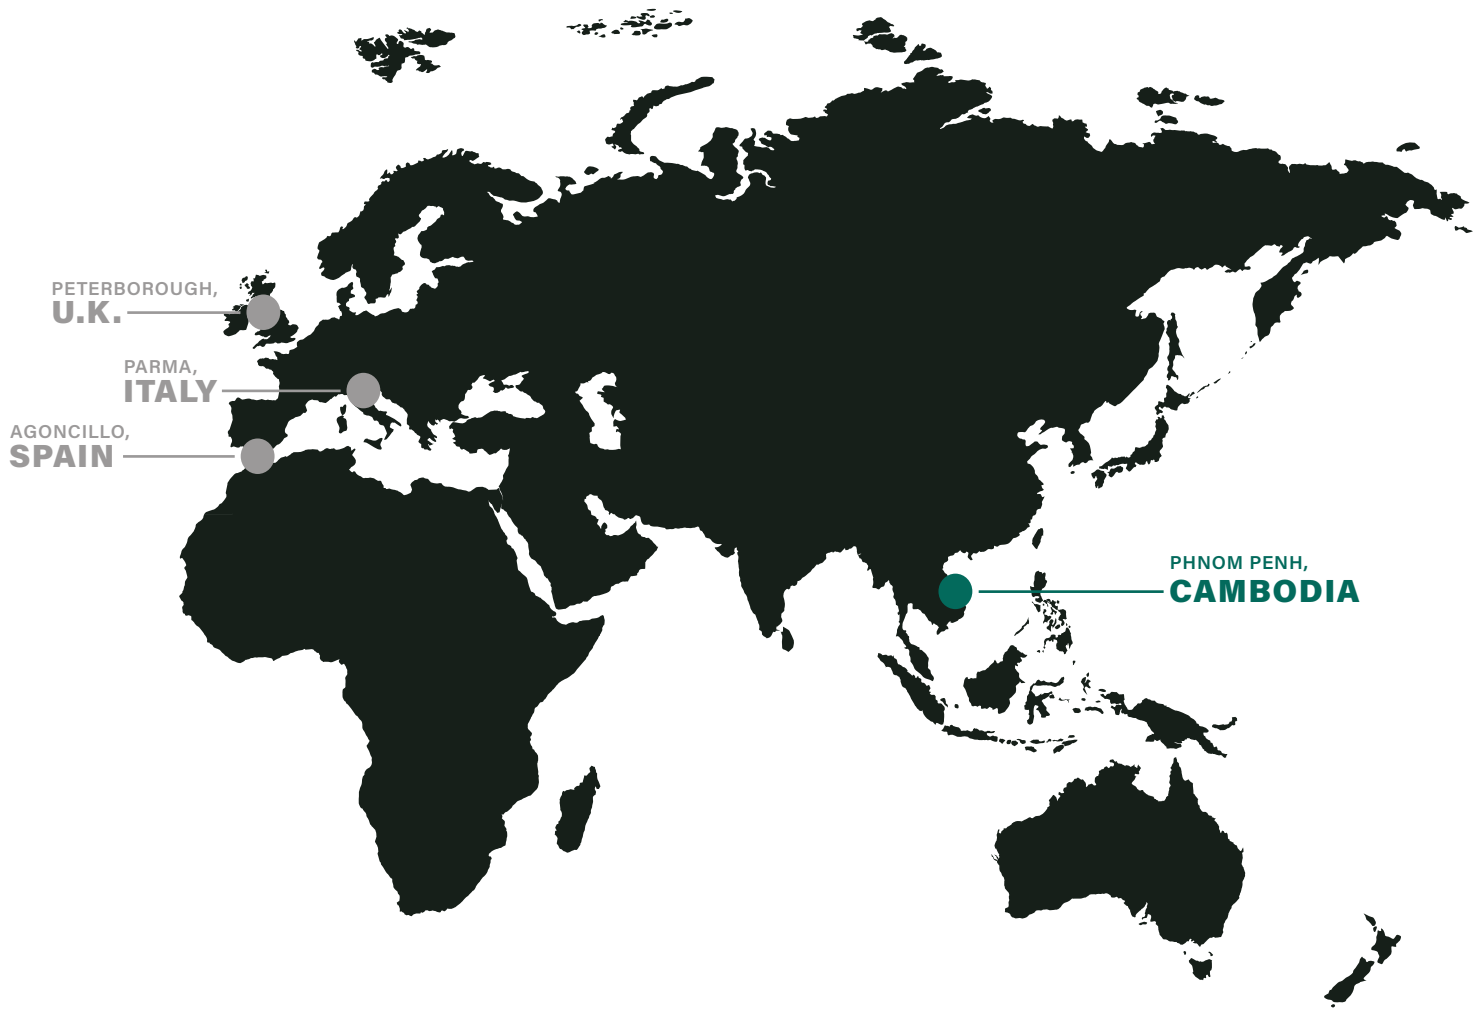 PETERBOROUGH,
U.K.
PARMA,
ITALY
AGONCILLO,
SPAIN
PHNOM PENH,
CAMBODIA